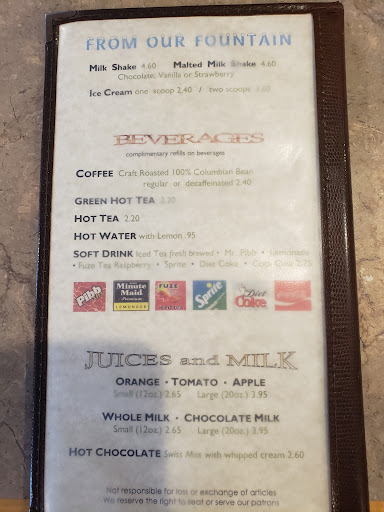 FROM OUR FOUNTAIN
Milk Shake 4.60 Malted Milk Shake 4.60
Chocolate, Vanilla or Strawberry
Ice Cream one scoop 2.40 / two scoops 3.60
BEVERAGES
complimentary refills on beverages
COFFEE Craft Roasted 100% Columbian Bean
regular or decaffeinated 2.40
GREEN HOT TEA 2.20
HOT TEA 2.20
HOT WATER with Lemon .95
SOFT DRINK Iced Tea fresh brewed • Mr. Pibb • Lemonade
• Fuze Tea Raspberry • Sprite • Diet Coke • Coca Cola 2.75
Pibb Minute Maid Premium LEMONADE FUZE Sprite Diet Coke
JUICES and MILK
ORANGE • TOMATO • APPLE
Small (12oz.) 2.65 Large (20oz.) 3.95
WHOLE MILK • CHOCOLATE MILK
Small (12oz.) 2.65 Large (20oz.) 3.95
HOT CHOCOLATE Swiss Miss with whipped cream 2.60
Not responsible for loss or exchange of articles
We reserve the right to seat or serve our patrons